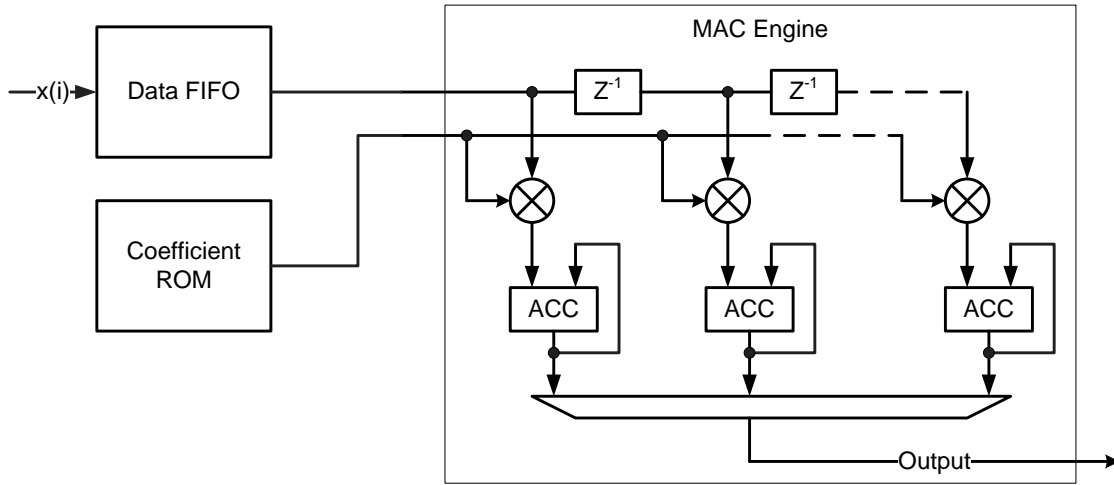 MAC Engine
x(i)
Data FIFO
Z⁻¹
Z⁻¹
Coefficient
ROM
ACC
ACC
ACC
Output